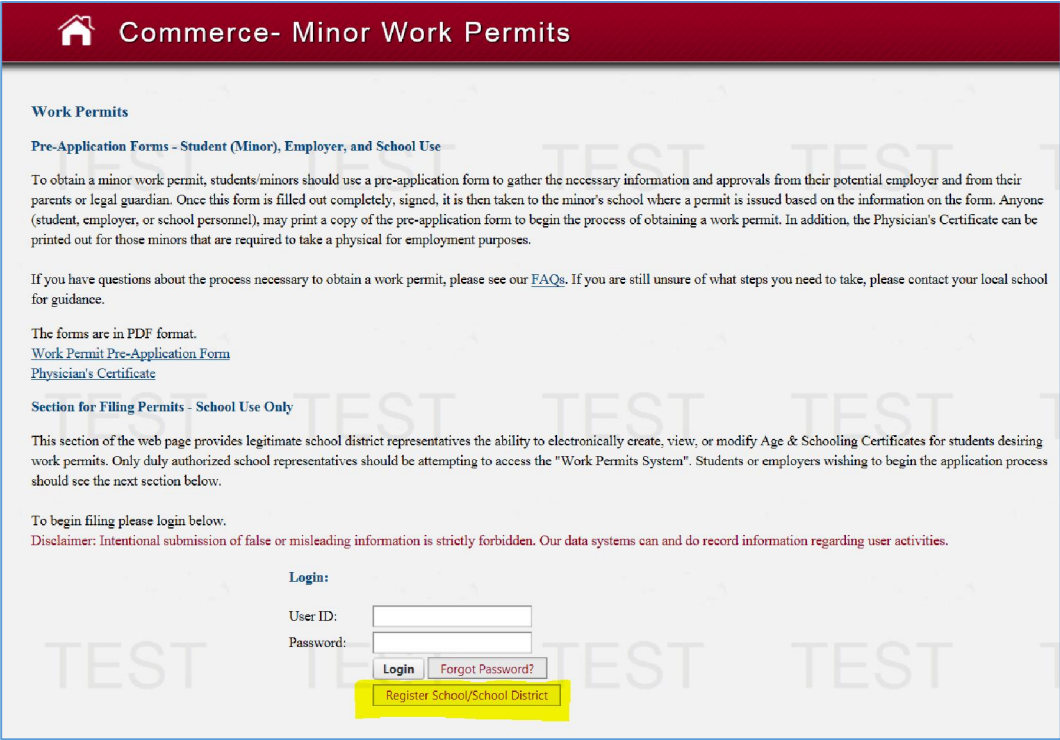 Commerce- Minor Work Permits
Work Permits
Pre-Application Forms - Student (Minor), Employer, and School Use
To obtain a minor work permit, students/minors should use a pre-application form to gather the necessary information and approvals from their potential employer and from their
parents or legal guardian. Once this form is filled out completely, signed, it is then taken to the minor's school where a permit is issued based on the information on the form. Anyone
(student, employer, or school personnel), may print a copy of the pre-application form to begin the process of obtaining a work permit. In addition, the Physician's Certificate can be
printed out for those minors that are required to take a physical for employment purposes.
If you have questions about the process necessary to obtain a work permit, please see our FAQs. If you are still unsure of what steps you need to take, please contact your local school
for guidance.
The forms are in PDF format.
Work Permit Pre-Application Form
Physician's Certificate
Section for Filing Permits - School Use Only
This section of the web page provides legitimate school district representatives the ability to electronically create, view, or modify Age & Schooling Certificates for students desiring
work permits. Only duly authorized school representatives should be attempting to access the "Work Permits System". Students or employers wishing to begin the application process
should see the next section below.
To begin filing please login below.
Disclaimer: Intentional submission of false or misleading information is strictly forbidden. Our data systems can and do record information regarding user activities.
Login:
User ID:
Password:
Login Forgot Password?
Register School/School District
TEST TEST TEST TEST
TEST TEST TEST TEST
TEST TEST TEST TEST